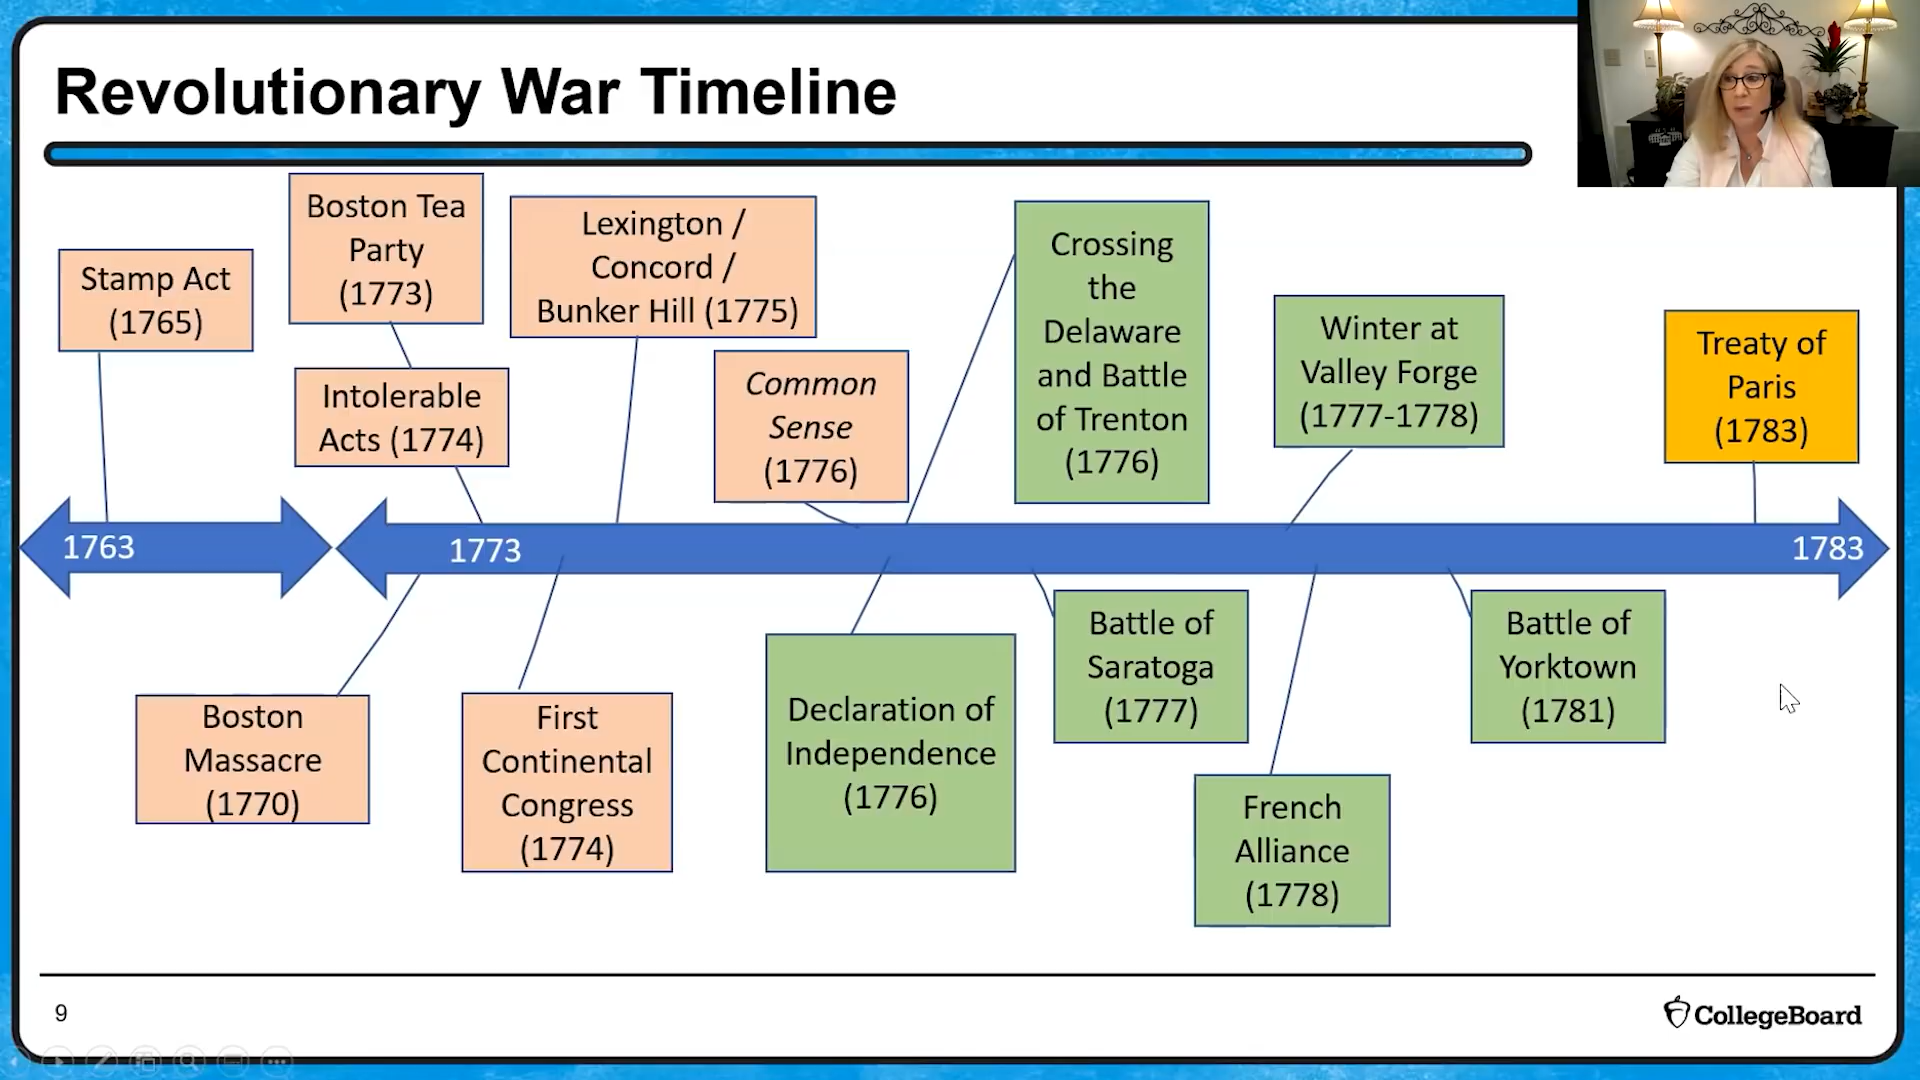 Revolutionary War Timeline
Stamp Act
(1765)
Boston Tea
Party
(1773)
Intolerable
Acts (1774)
Lexington /
Concord /
Bunker Hill (1775)
Common
Sense
(1776)
Crossing
the
Delaware
and Battle
of Trenton
(1776)
Winter at
Valley Forge
(1777-1778)
Treaty of
Paris
(1783)
1763
1773
1783
Boston
Massacre
(1770)
First
Continental
Congress
(1774)
Declaration of
Independence
(1776)
Battle of
Saratoga
(1777)
French
Alliance
(1778)
Battle of
Yorktown
(1781)
9
CollegeBoard